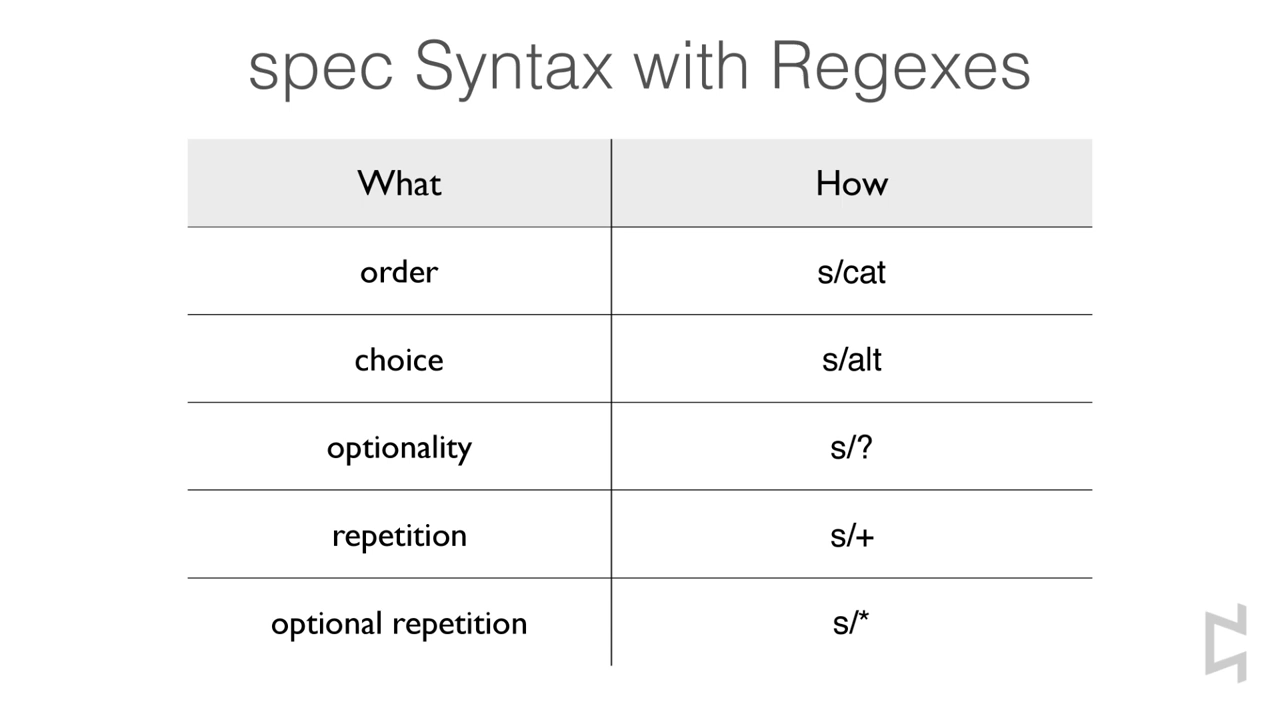 spec Syntax with Regexes
What How
order s/cat
choice s/alt
optionality s/?
repetition s/+
optional repetition s/*